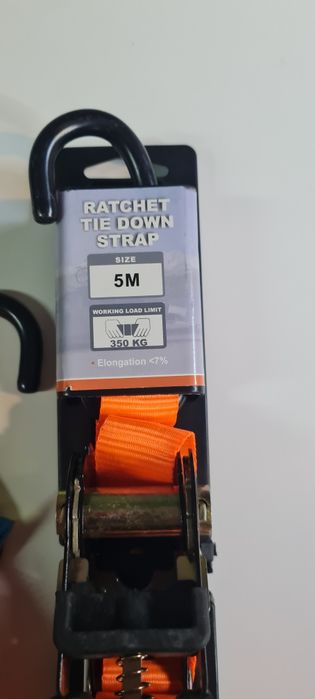 RATCHET
TIE DOWN
STRAP
SIZE
5M
WORKING LOAD LIMIT
350 KG
• Elongation <7%